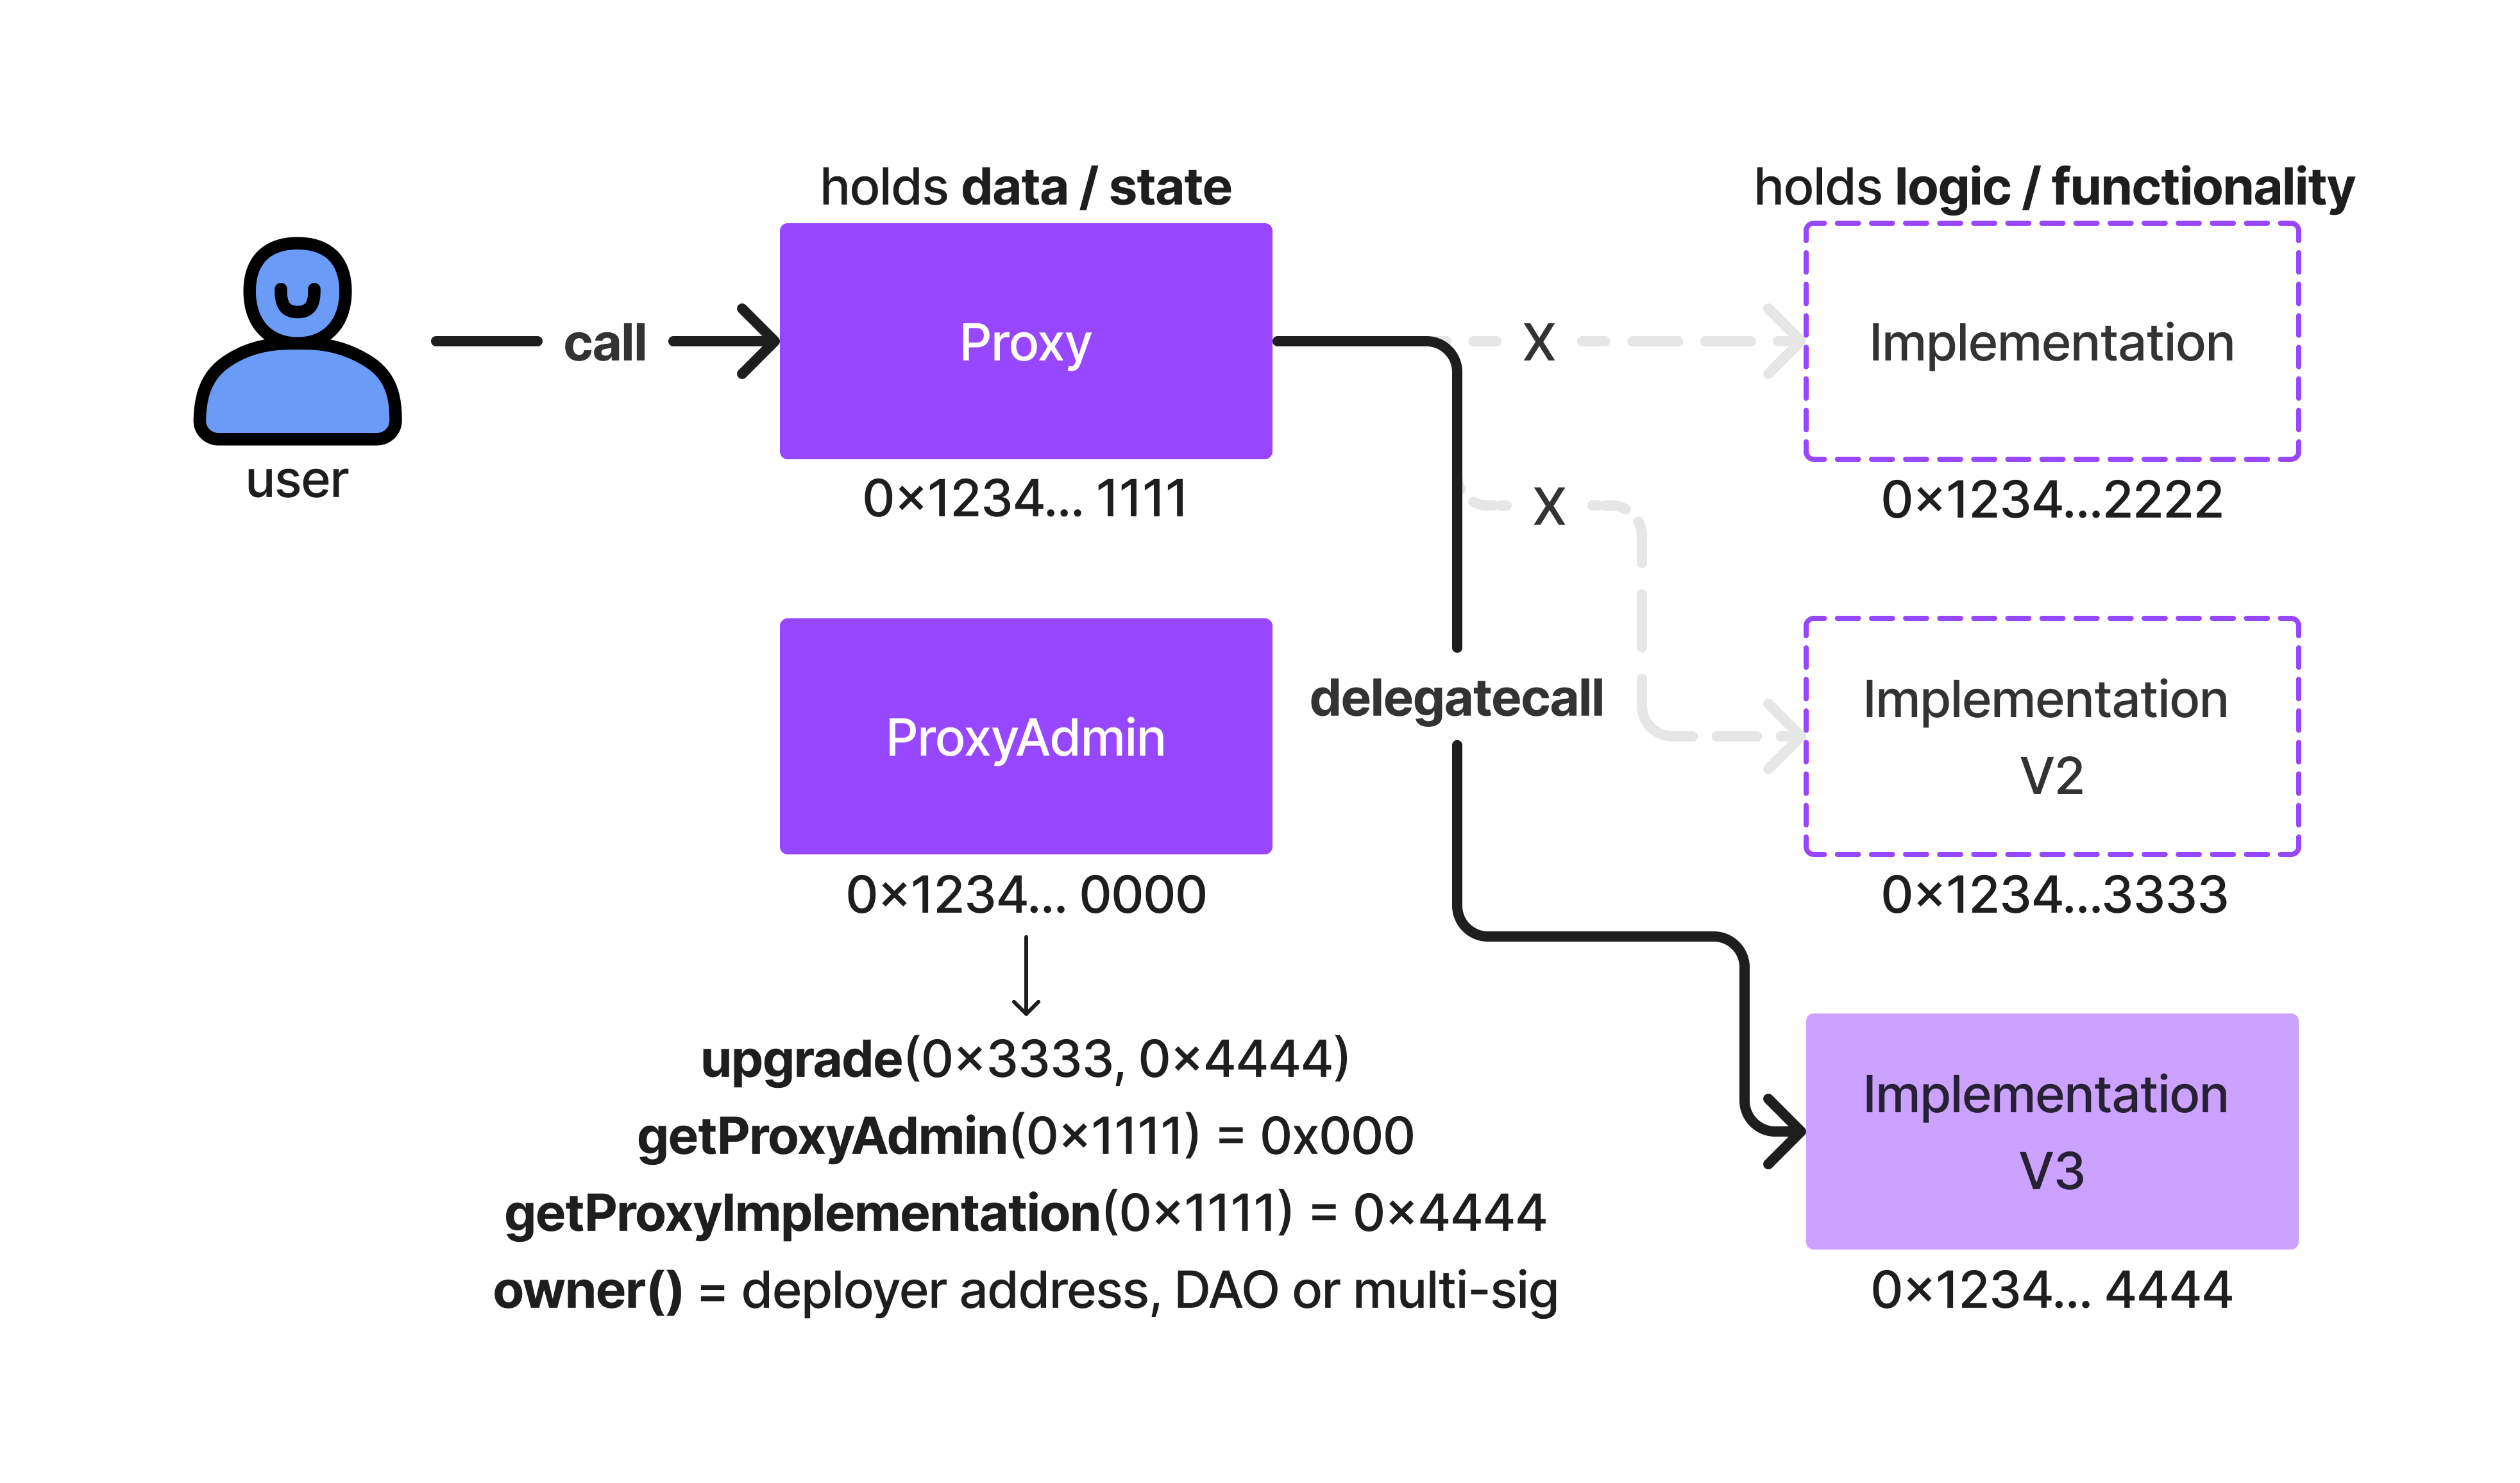 holds data / state
holds logic / functionality
call
Proxy
X
Implementation
user
0×1234... 1111
0×1234...2222
X
ProxyAdmin
delegatecall
Implementation
V2
0×1234... 0000
0×1234...3333
upgrade(0×3333, 0×4444)
getProxyAdmin(0×1111) = 0x000
getProxyImplementation(0×1111) = 0×4444
owner() = deployer address, DAO or multi-sig
Implementation
V3
0×1234... 4444